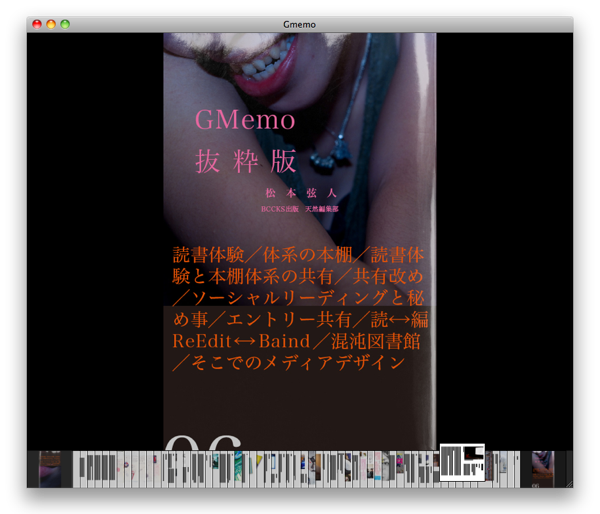 Gmemo
GMemo
抜粋版
松本弦人
BCCKS出版 天然編集部
読書体験／体系の本棚／読書体
験と本棚体系の共有／共有改め
／ソーシャルリーディングと秘
め事／エントリー共有／読↔編
ReEdit↔Baind／混沌図書館
／そこでのメディアデザイン
06